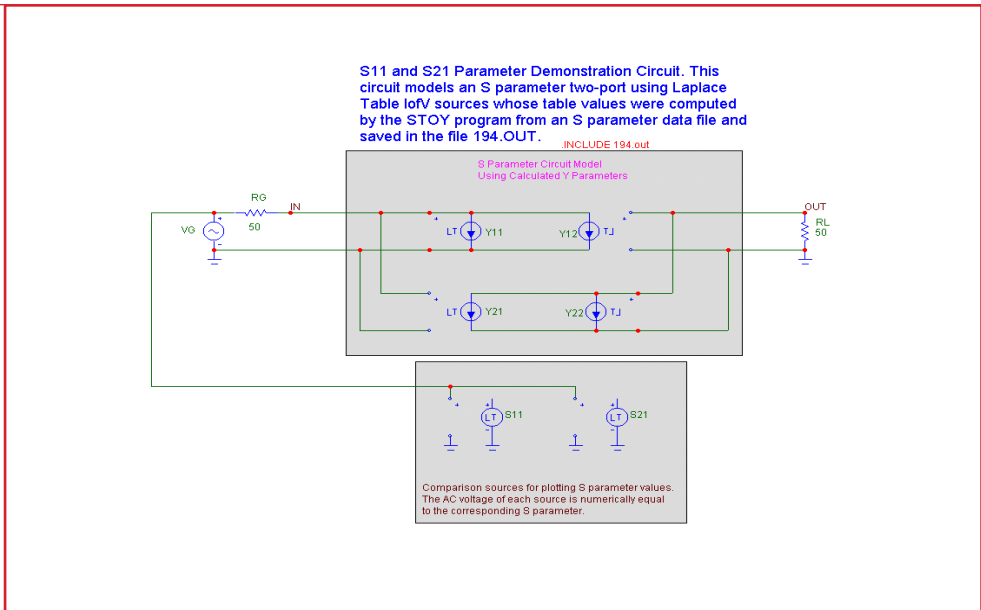 S11 and S21 Parameter Demonstration Circuit. This
circuit models an S parameter two-port using Laplace
Table IofV sources whose table values were computed
by the STOY program from an S parameter data file and
saved in the file 194.OUT.
.INCLUDE 194.out
S Parameter Circuit Model
Using Calculated Y Parameters
RG
IN
50
VG
LT
Y11
Y12
LT
OUT
RL
50
LT
Y21
Y22
LT
LT
S11
LT
S21
Comparison sources for plotting S parameter values.
The AC voltage of each source is numerically equal
to the corresponding S parameter.